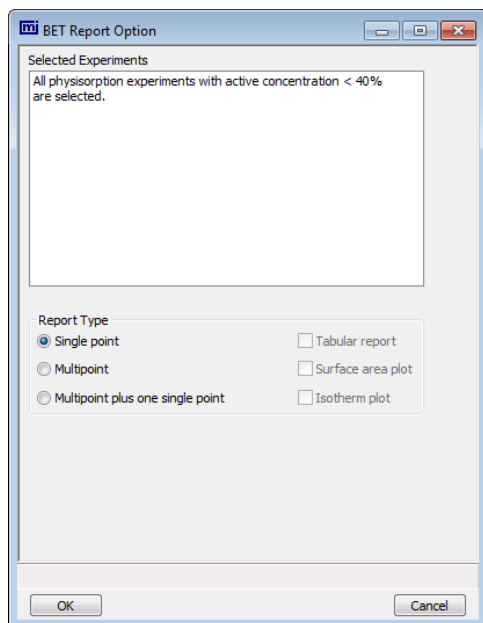 mi BET Report Option
Selected Experiments
All physisorption experiments with active concentration < 40%
are selected.
Report Type
Single point
Tabular report
Multipoint
Surface area plot
Multipoint plus one single point
Isotherm plot
OK
Cancel